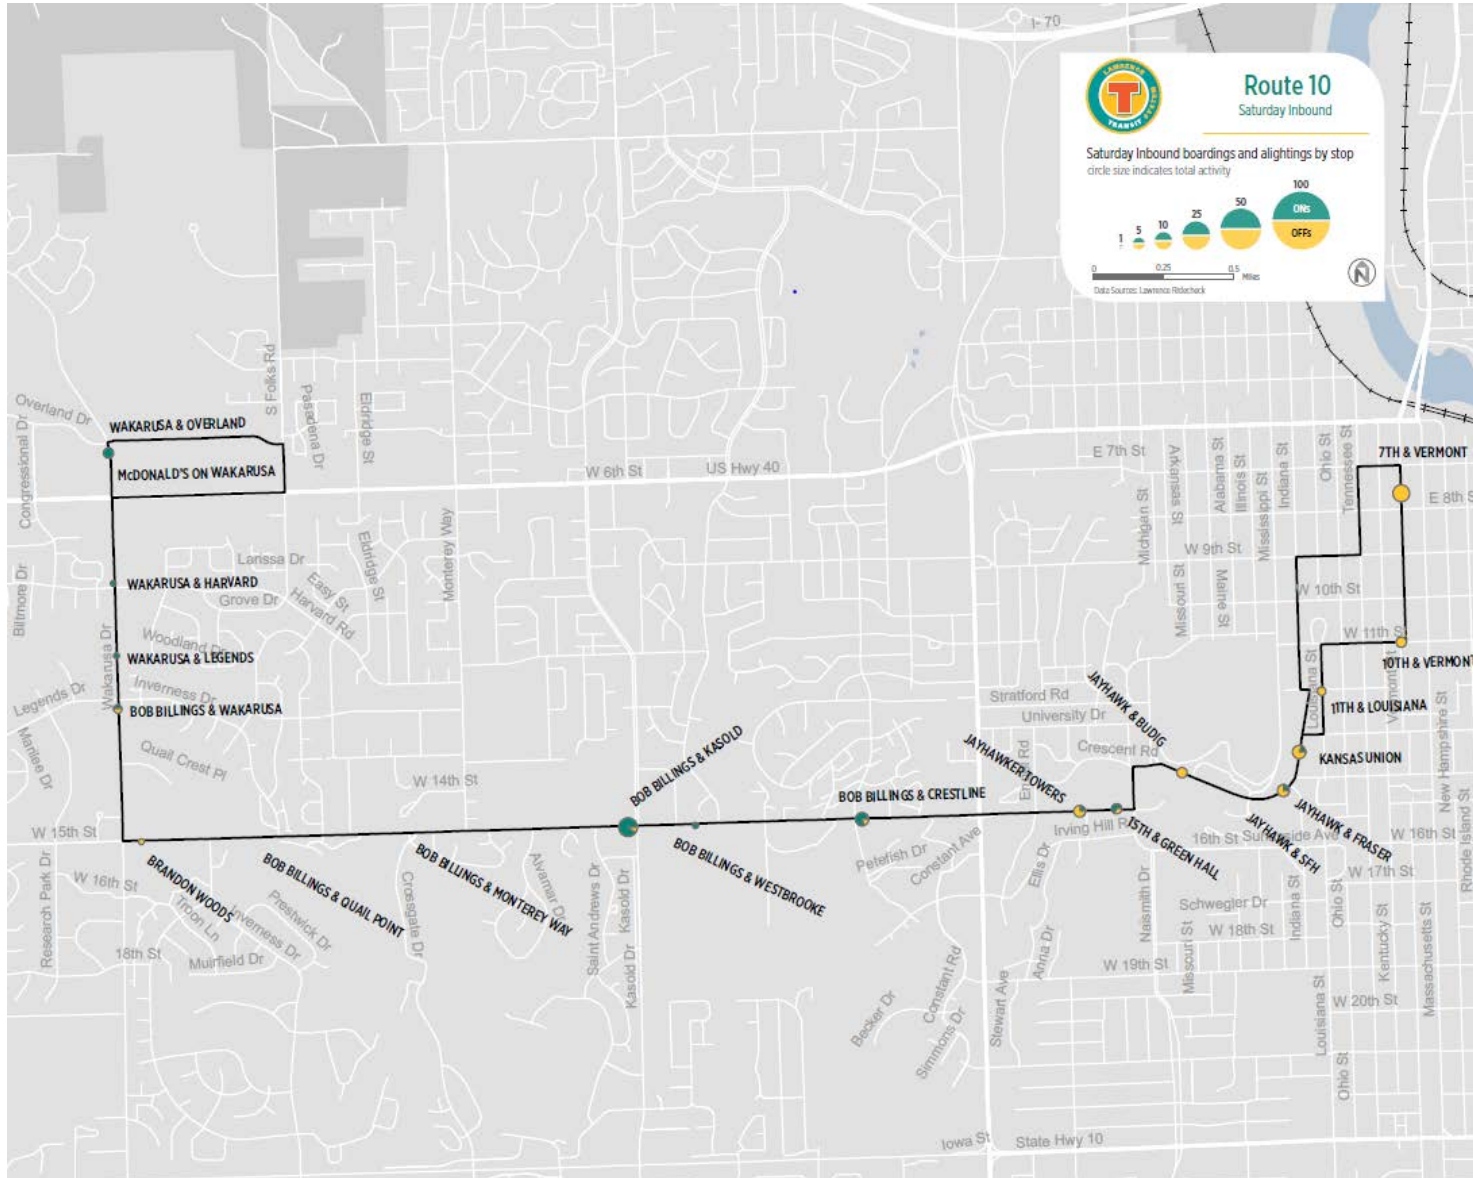 I- 70
LAWRENCE
TRANSIT
T
Route 10
Saturday Inbound
Saturday Inbound boardings and alightings by stop
circle size indicates total activity
1
5
10
25
50
100
ONs
OFFs
0
0.25
0.5
Miles
Data Sources: Lawrence Ridecheck
N
Overland Dr
WAKARUSA & OVERLAND
McDONALD'S ON WAKARUSA
Congressional Dr
S Folks Rd
Pasadena Dr
Eldridge St
W 6th St
US Hwy 40
E 7th St
7TH & VERMONT
E 8th S
Michigan St
Arkansas St
Alabama St
Illinois St
Mississippi St
Indiana St
Ohio St
Tennessee St
W 9th St
Missouri St
Maine St
W 10th St
W 11th St
Louisiana St
Vermont St
10TH & VERMONT
11TH & LOUISIANA
KANSAS UNION
New Hampshire St
Biltmore Dr
WAKARUSA & HARVARD
Larissa Dr
Grove Dr
Easy St
Harvard Rd
Eldridge St
Monterey Way
Woodland Dr
WAKARUSA & LEGENDS
Wakarusa Dr
Inverness Dr
Legends Dr
BOB BILLINGS & WAKARUSA
Marilee Dr
Quail Crest Pl
W 14th St
BOB BILLINGS & KASOLD
Stratford Rd
University Dr
Crescent Rd
JAYHAWK & BUDIG
JAYHAWKER TOWERS
BOB BILLINGS & CRESTLINE
Irving Hill R
15TH & GREEN HALL
16th St
JAYHAWK & SFH
JAYHAWK & FRASER
W 16th St
W 17th St
Rhode Island St
W 15th St
Research Park Dr
W 16th St
BRANDON WOODS
BOB BILLINGS & QUAIL POINT
BOB BILLINGS & MONTEREY WAY
BOB BILLINGS & WESTBROOKE
Troon Ln
Inverness Dr
Prestwick Dr
Crossgate Dr
Alvamar Dr
Saint Andrews Dr
Kasold Dr
Kasold Dr
Petefish Dr
Constant Ave
Ellis Dr
Naismith Dr
Schwegler Dr
W 18th St
Indiana St
Ohio St
Kentucky St
Massachusetts St
18th St
Muirfield Dr
Anna Dr
Missouri St
W 19th St
Becker Dr
Constant Rd
Simmons Dr
Stewart Ave
W 20th St
Louisiana St
Ohio St
Iowa St
State Hwy 10